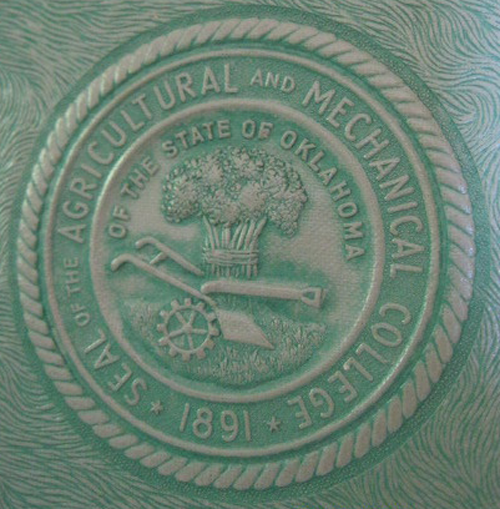 SEAL OF THE AGRICULTURAL AND MECHANICAL COLLEGE
OF THE STATE OF OKLAHOMA
★ 1891 ★